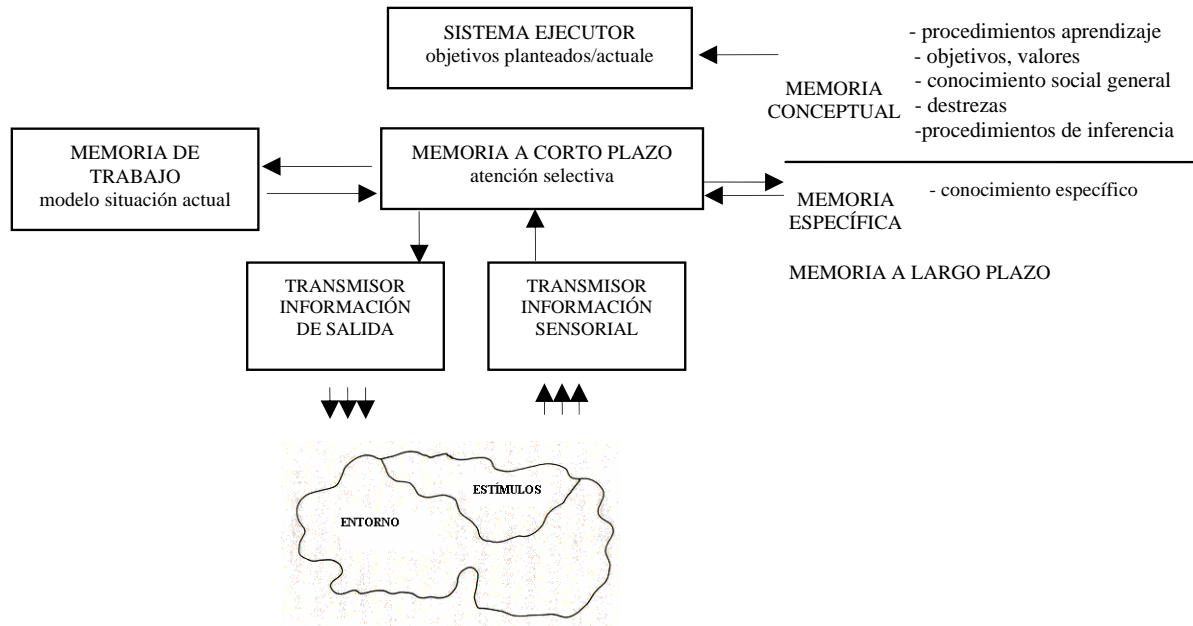 SISTEMA EJECUTOR
objetivos planteados/actuale
- procedimientos aprendizaje
- objetivos, valores
- conocimiento social general
- destrezas
-procedimientos de inferencia
MEMORIA
CONCEPTUAL
MEMORIA DE
TRABAJO
modelo situación actual
MEMORIA A CORTO PLAZO
atención selectiva
- conocimiento específico
MEMORIA
ESPECÍFICA
MEMORIA A LARGO PLAZO
TRANSMISOR
INFORMACIÓN
DE SALIDA
TRANSMISOR
INFORMACIÓN
SENSORIAL
ESTÍMULOS
ENTORNO